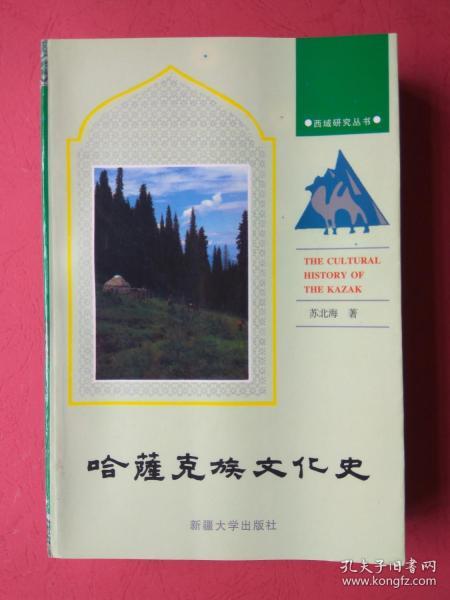 ●西域研究丛书●
THE CULTURAL
HISTORY OF
THE KAZAK
苏北海 著
哈薩克族文化史
新疆大学出版社
孔夫子旧书网
www.kongfz.com